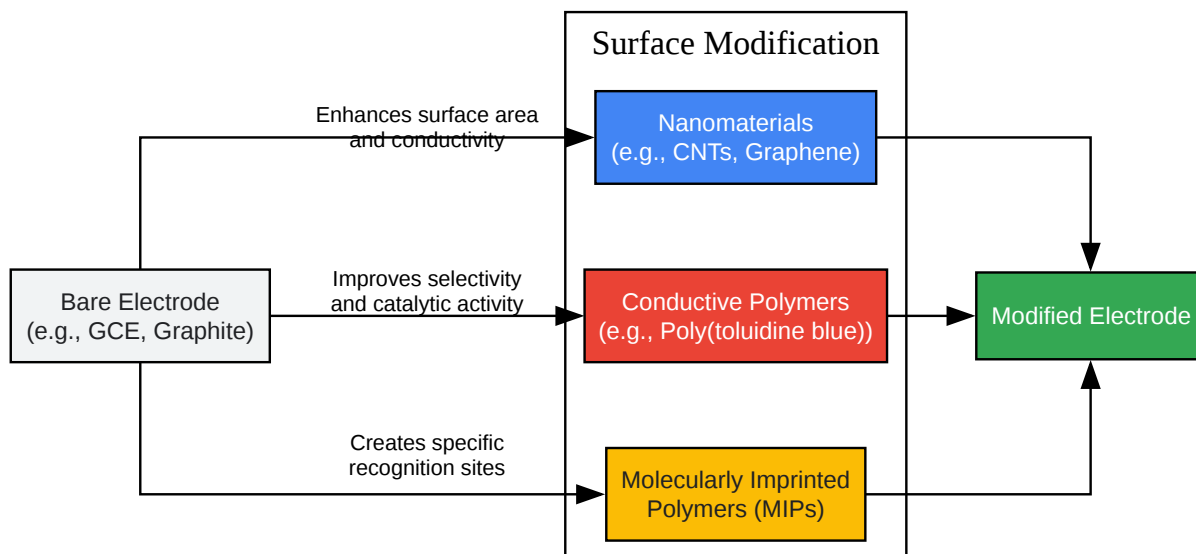 Surface Modification
Enhances surface area
and conductivity
Nanomaterials
(e.g., CNTs, Graphene)
Bare Electrode
(e.g., GCE, Graphite)
Improves selectivity
and catalytic activity
Conductive Polymers
(e.g., Poly(toluidine blue))
Modified Electrode
Creates specific
recognition sites
Molecularly Imprinted
Polymers (MIPs)